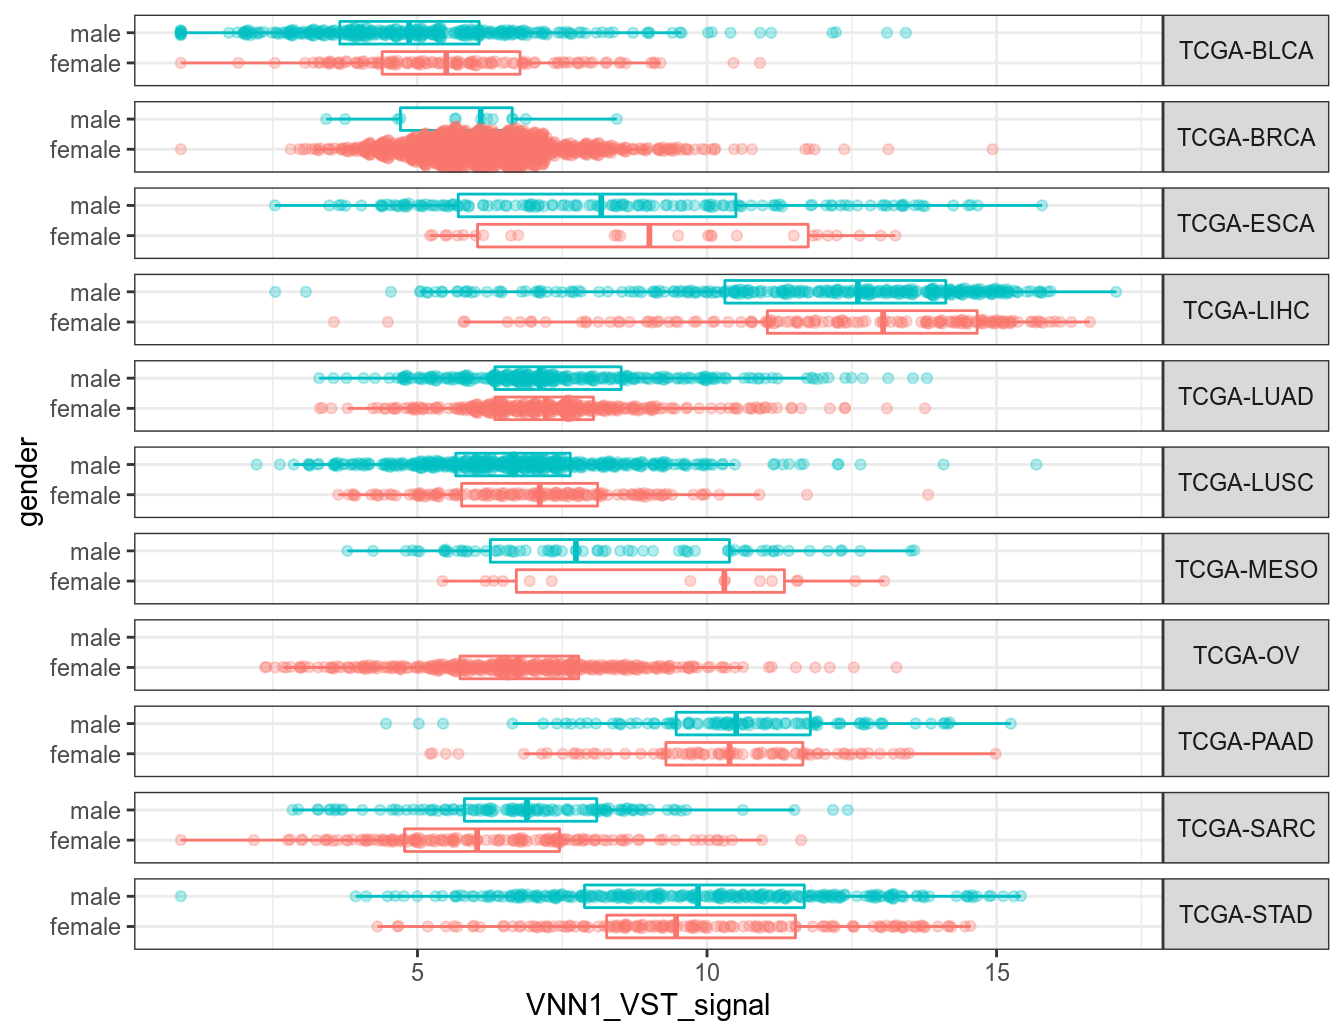 male
female
TCGA-BLCA
male
female
TCGA-BRCA
male
female
TCGA-ESCA
male
female
TCGA-LIHC
male
female
TCGA-LUAD
male
female
TCGA-LUSC
male
female
TCGA-MESO
male
female
TCGA-OV
male
female
TCGA-PAAD
male
female
TCGA-SARC
male
female
TCGA-STAD
gender
5 10 15
VNN1_VST_signal